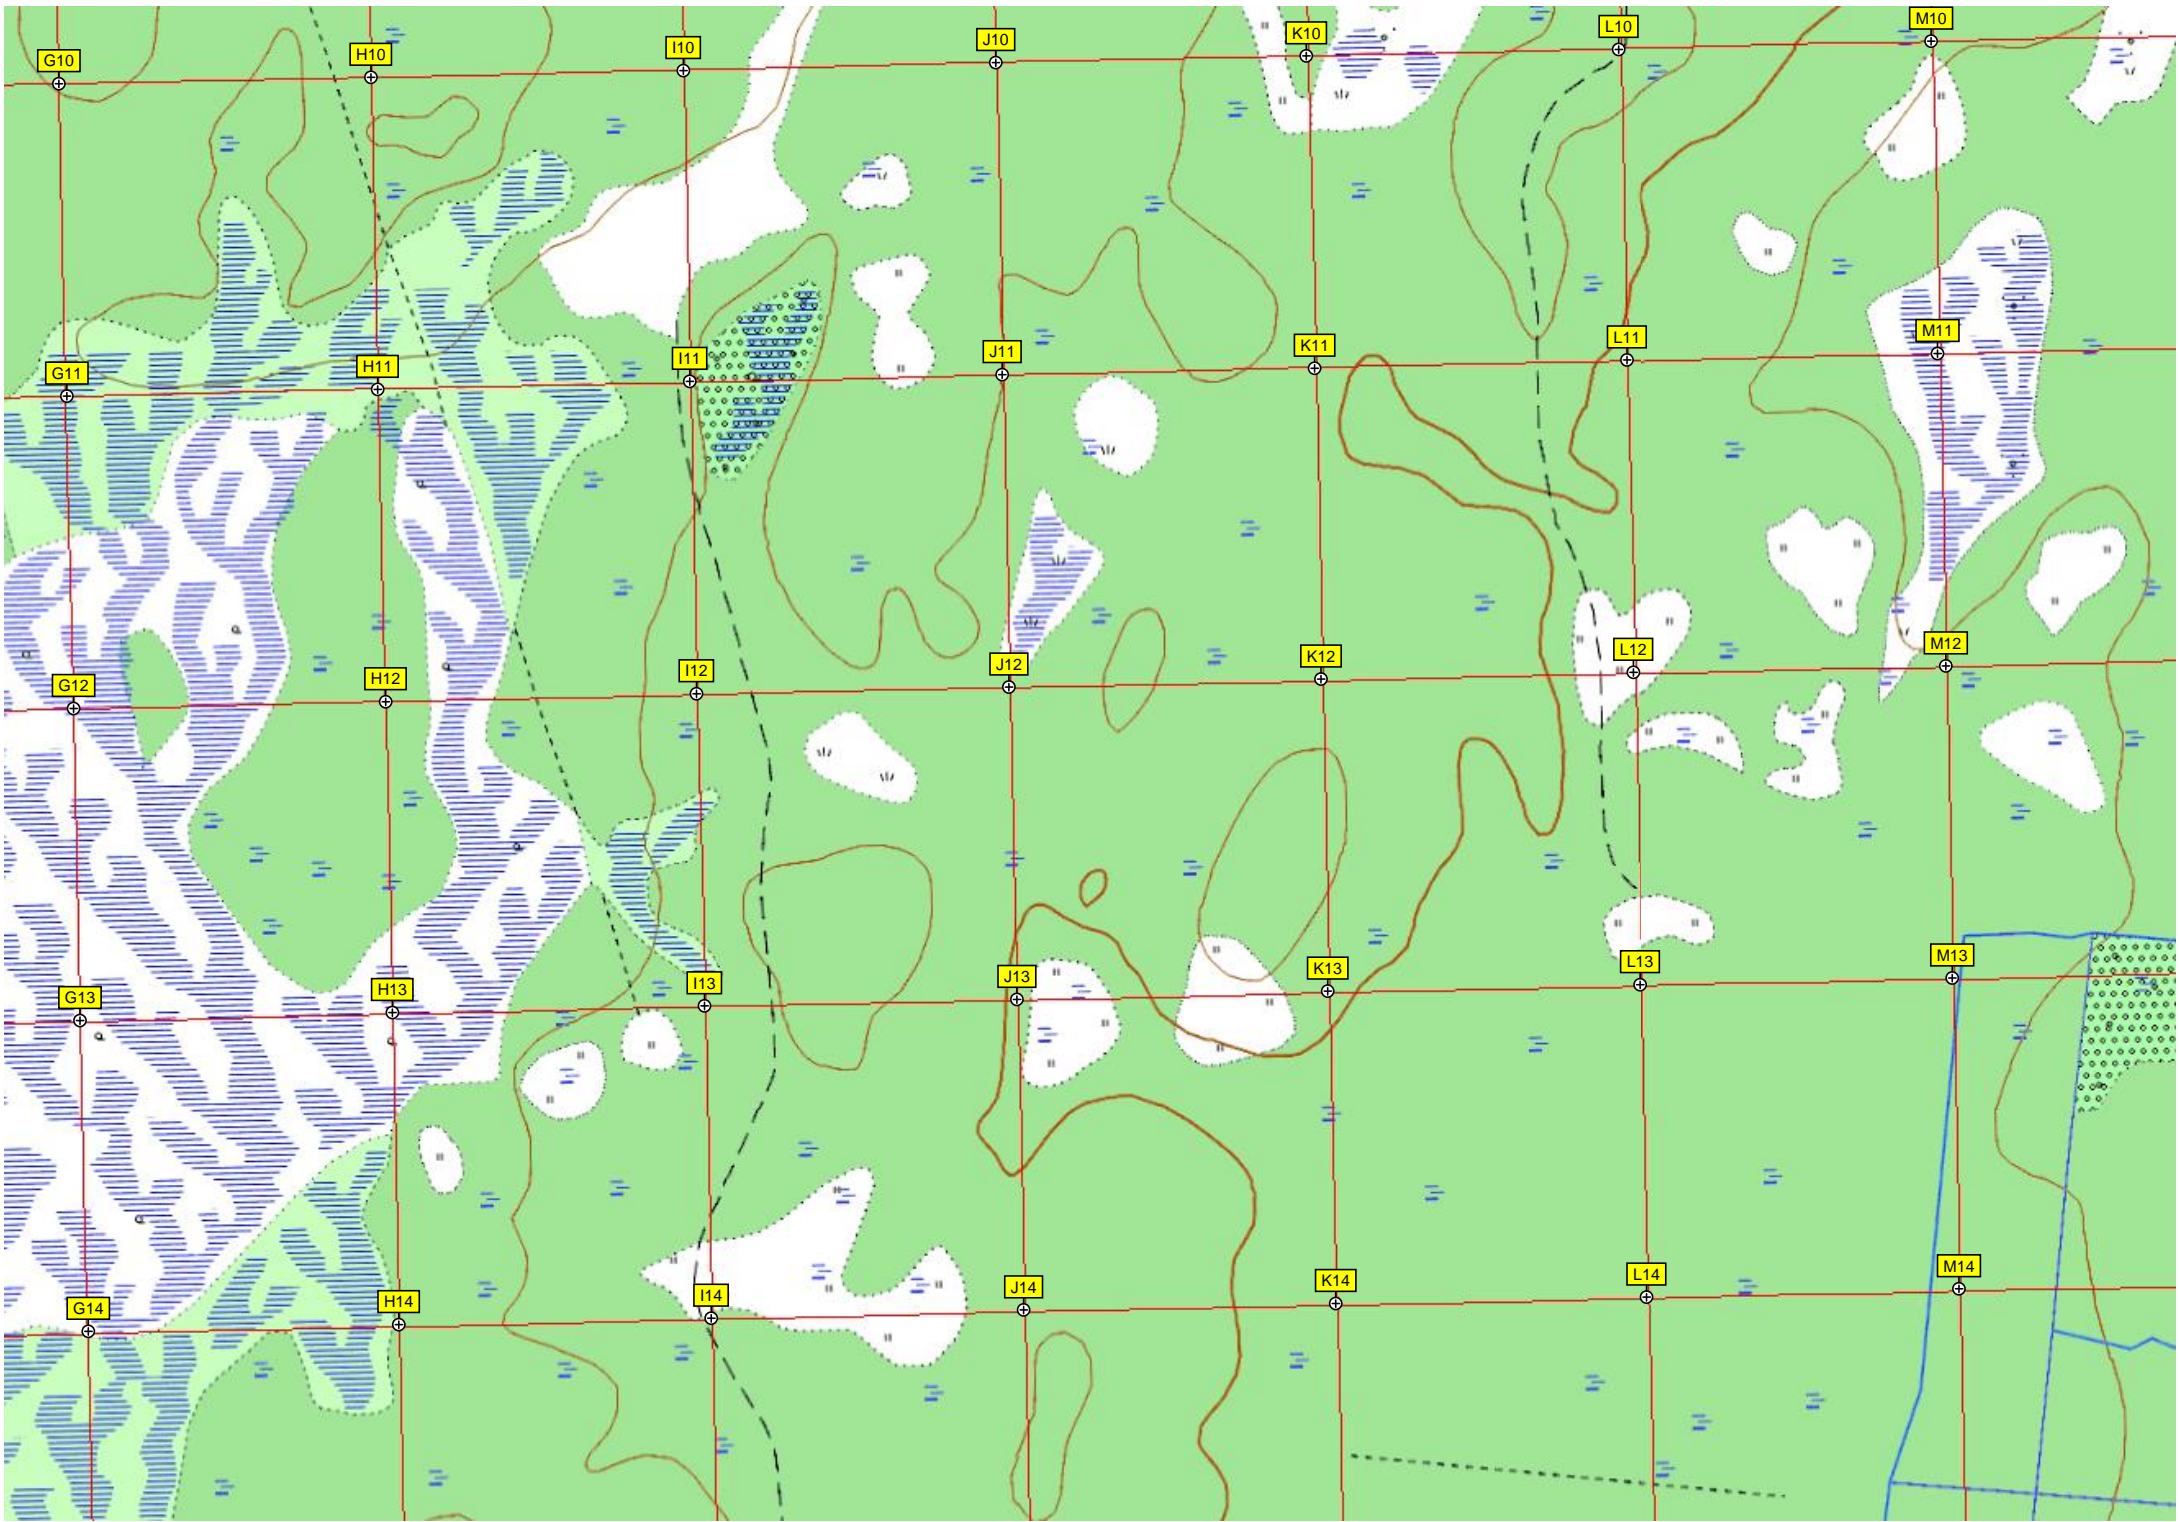 G10 H10 I10 J10 K10 L10 M10
G11 H11 I11 J11 K11 L11 M11
G12 H12 I12 J12 K12 L12 M12
G13 H13 I13 J13 K13 L13 M13
G14 H14 I14 J14 K14 L14 M14